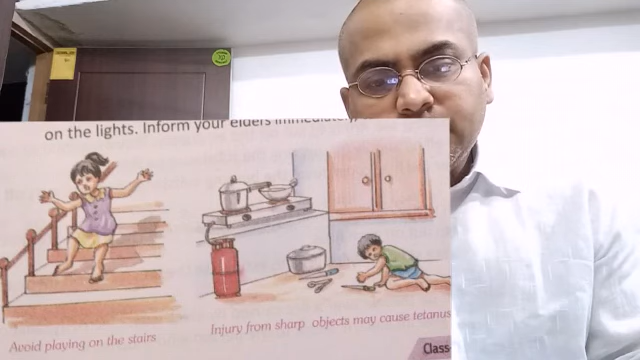 on the lights. Inform your elders immediately,
Avoid playing on the stairs
Injury from sharp objects may cause tetanus
Class